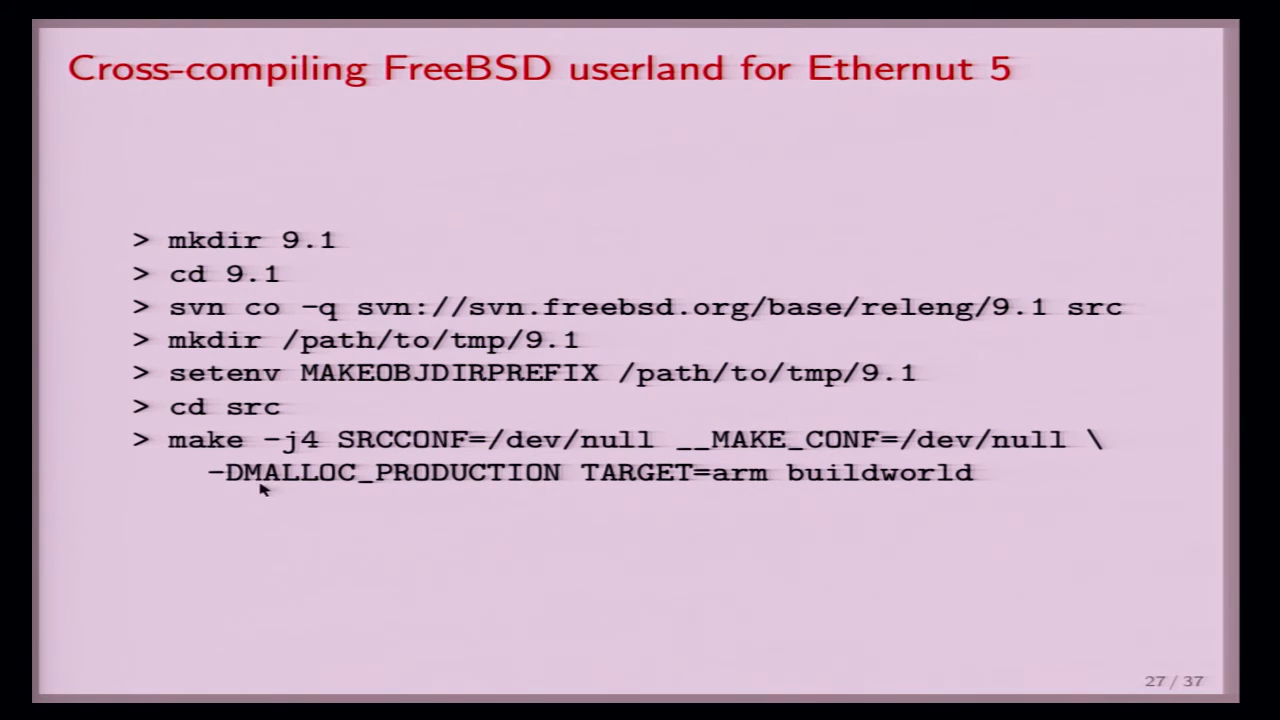 Cross-compiling FreeBSD userland for Ethernut 5
> mkdir 9.1
> cd 9.1
> svn co -q svn://svn.freebsd.org/base/releng/9.1 src
> mkdir /path/to/tmp/9.1
> setenv MAKEOBJDIRPREFIX /path/to/tmp/9.1
> cd src
> make -j4 SRCCONF=/dev/null __MAKE_CONF=/dev/null \
-DMALLOC_PRODUCTION TARGET=arm buildworld
27 / 37